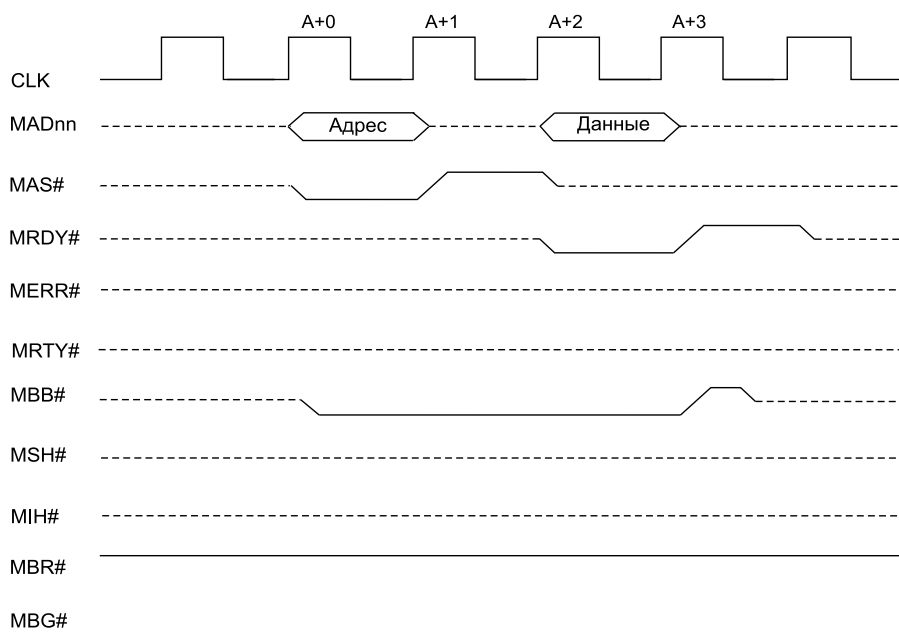 A+0 A+1 A+2 A+3
CLK
MADnn Адрес Данные
MAS#
MRDY#
MERR#
MRTY#
MBB#
MSH#
MIH#
MBR#
MBG#